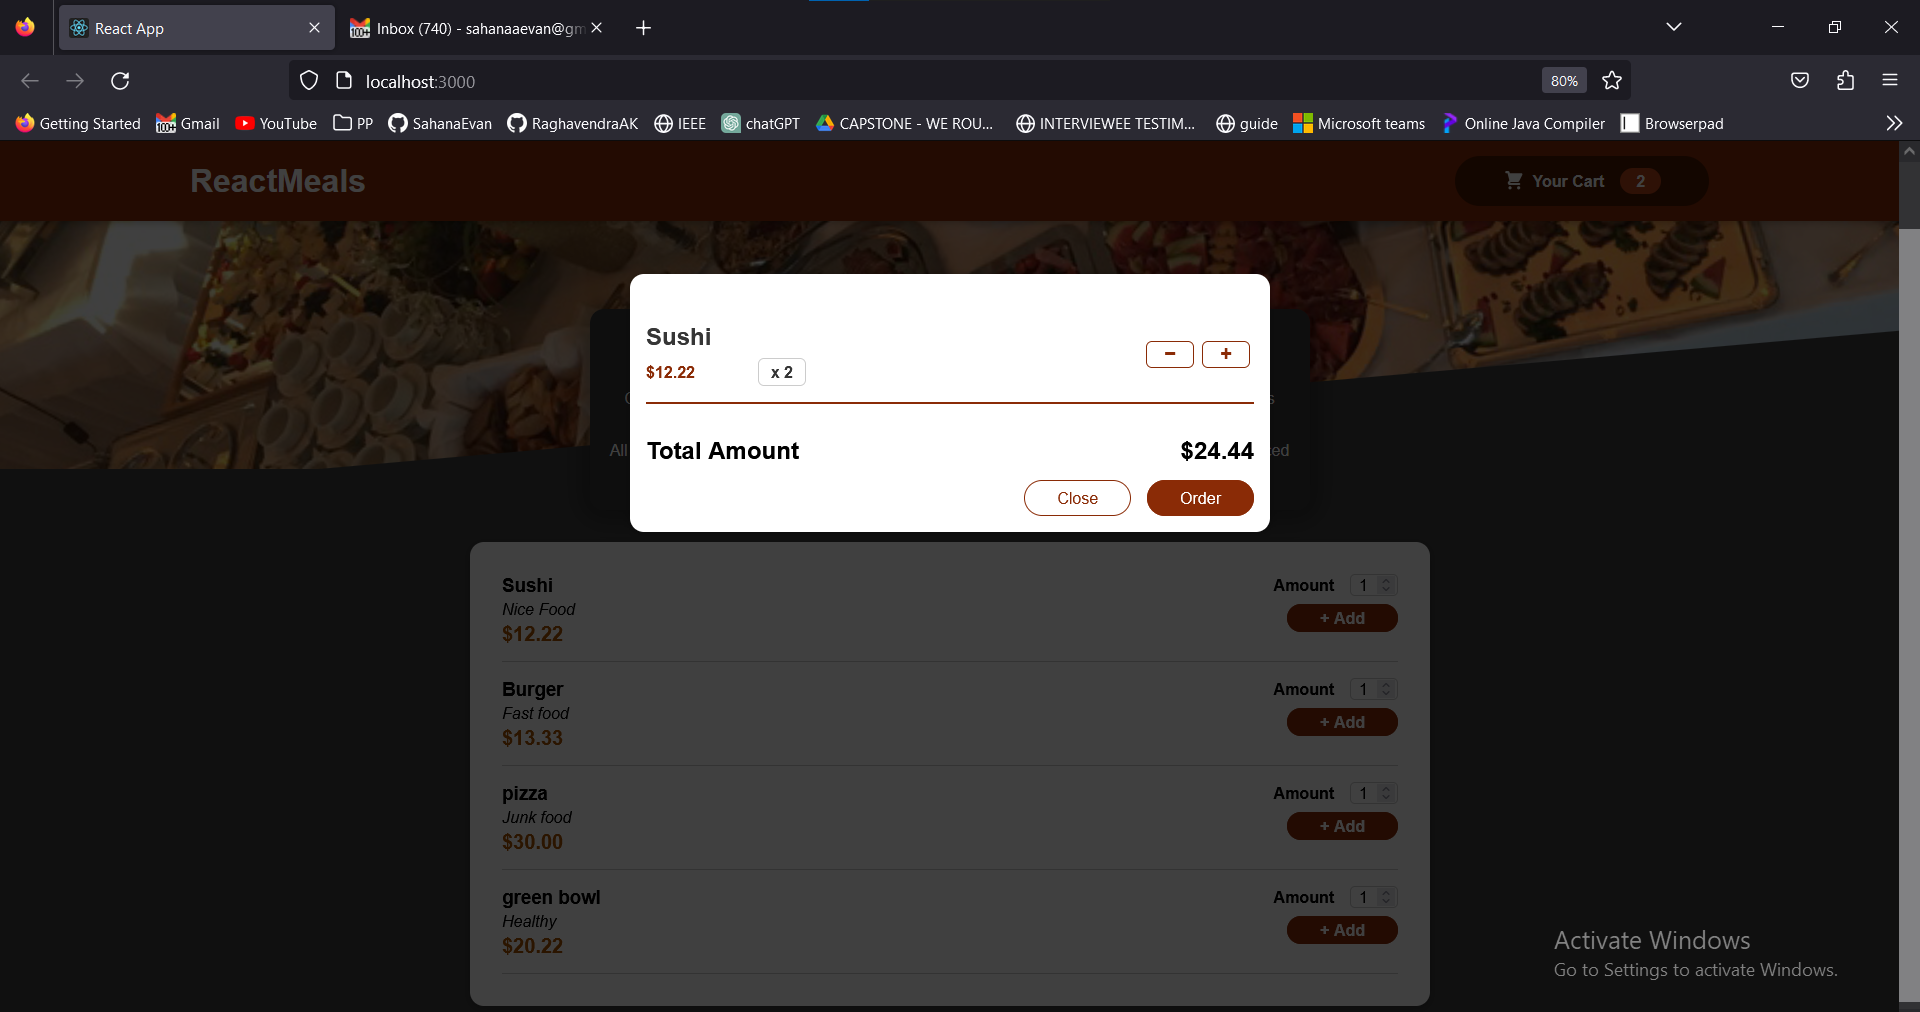 React App
Inbox (740) - sahanaaevan@gm
localhost:3000
80%
Getting Started
Gmail
YouTube
PP
SahanaEvan
RaghavendraAK
IEEE
chatGPT
CAPSTONE - WE ROU...
INTERVIEWEE TESTIM...
guide
Microsoft teams
Online Java Compiler
Browserpad
ReactMeals
Your Cart 2
Sushi
$12.22 x 2
− +
Total Amount $24.44
Close Order
All
Sushi
Nice Food
$12.22
Amount 1
+ Add
Burger
Fast food
$13.33
Amount 1
+ Add
pizza
Junk food
$30.00
Amount 1
+ Add
green bowl
Healthy
$20.22
Amount 1
+ Add
Activate Windows
Go to Settings to activate Windows.